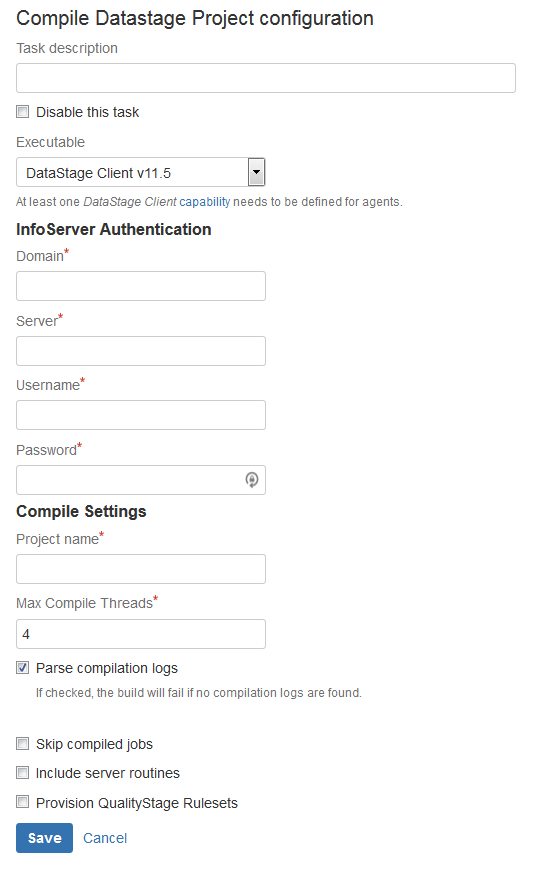 Compile Datastage Project configuration
Task description
Disable this task
Executable
DataStage Client v11.5
At least one DataStage Client capability needs to be defined for agents.
InfoServer Authentication
Domain*
Server*
Username*
Password*
Compile Settings
Project name*
Max Compile Threads*
4
Parse compilation logs
If checked, the build will fail if no compilation logs are found.
Skip compiled jobs
Include server routines
Provision QualityStage Rulesets
Save Cancel